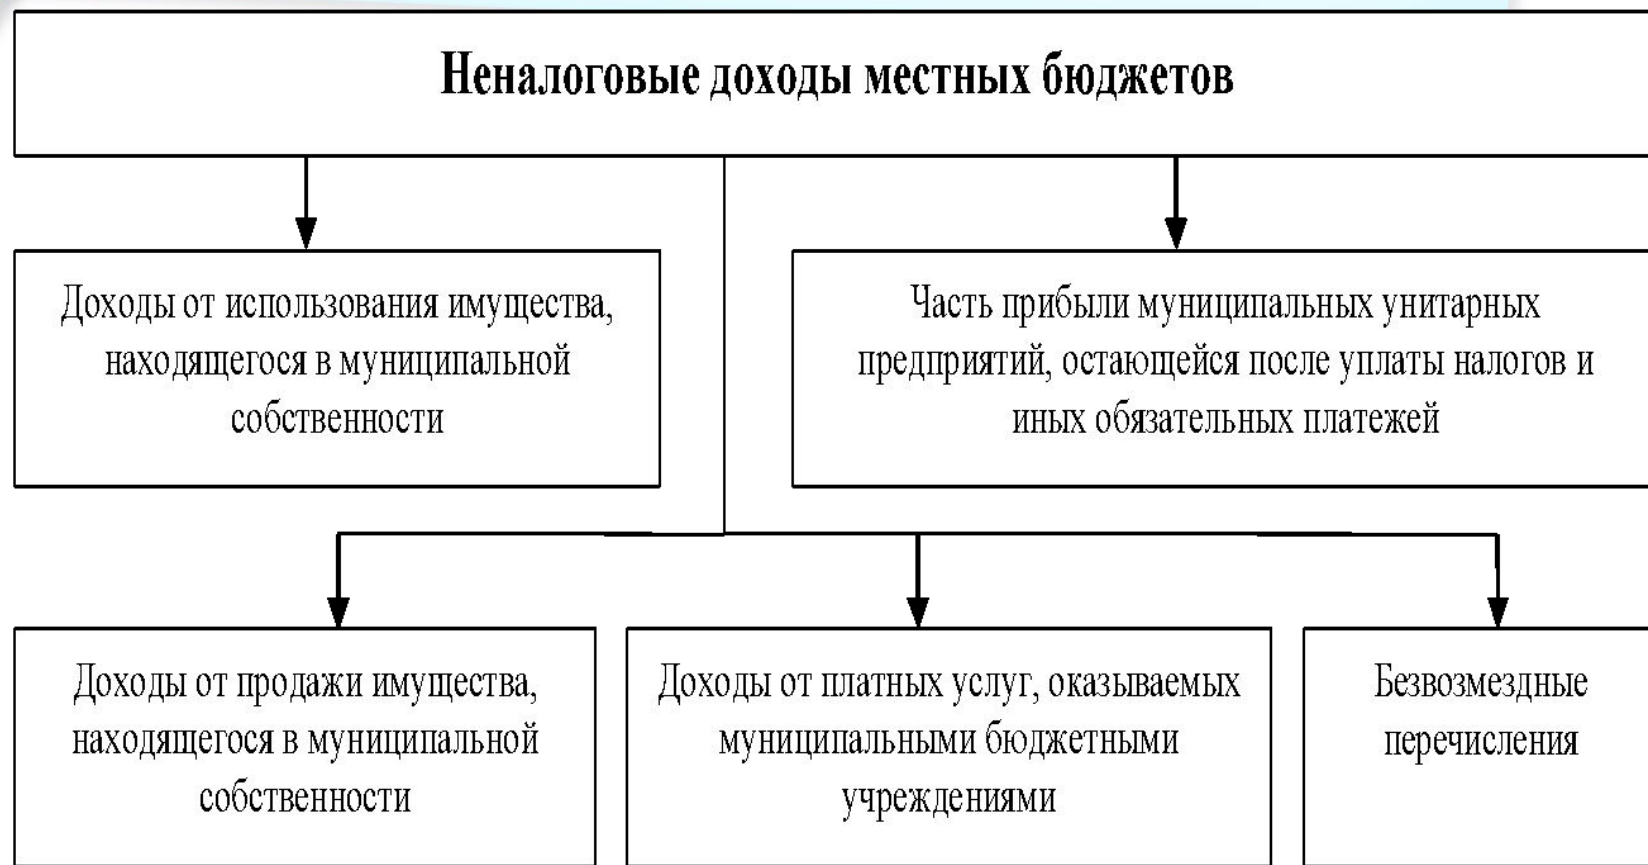 Неналоговые доходы местных бюджетов
Доходы от использования имущества,
находящегося в муниципальной
собственности
Часть прибыли муниципальных унитарных
предприятий, остающейся после уплаты налогов и
иных обязательных платежей
Доходы от продажи имущества,
находящегося в муниципальной
собственности
Доходы от платных услуг, оказываемых
муниципальными бюджетными
учреждениями
Безвозмездные
перечисления